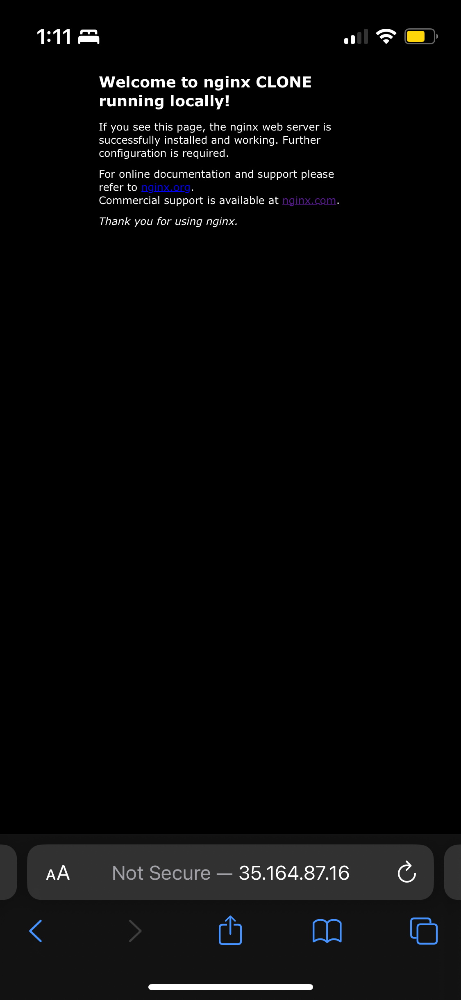 1:11
Welcome to nginx CLONE
running locally!
If you see this page, the nginx web server is
successfully installed and working. Further
configuration is required.
For online documentation and support please
refer to nginx.org.
Commercial support is available at nginx.com.
Thank you for using nginx.
AA Not Secure — 35.164.87.16